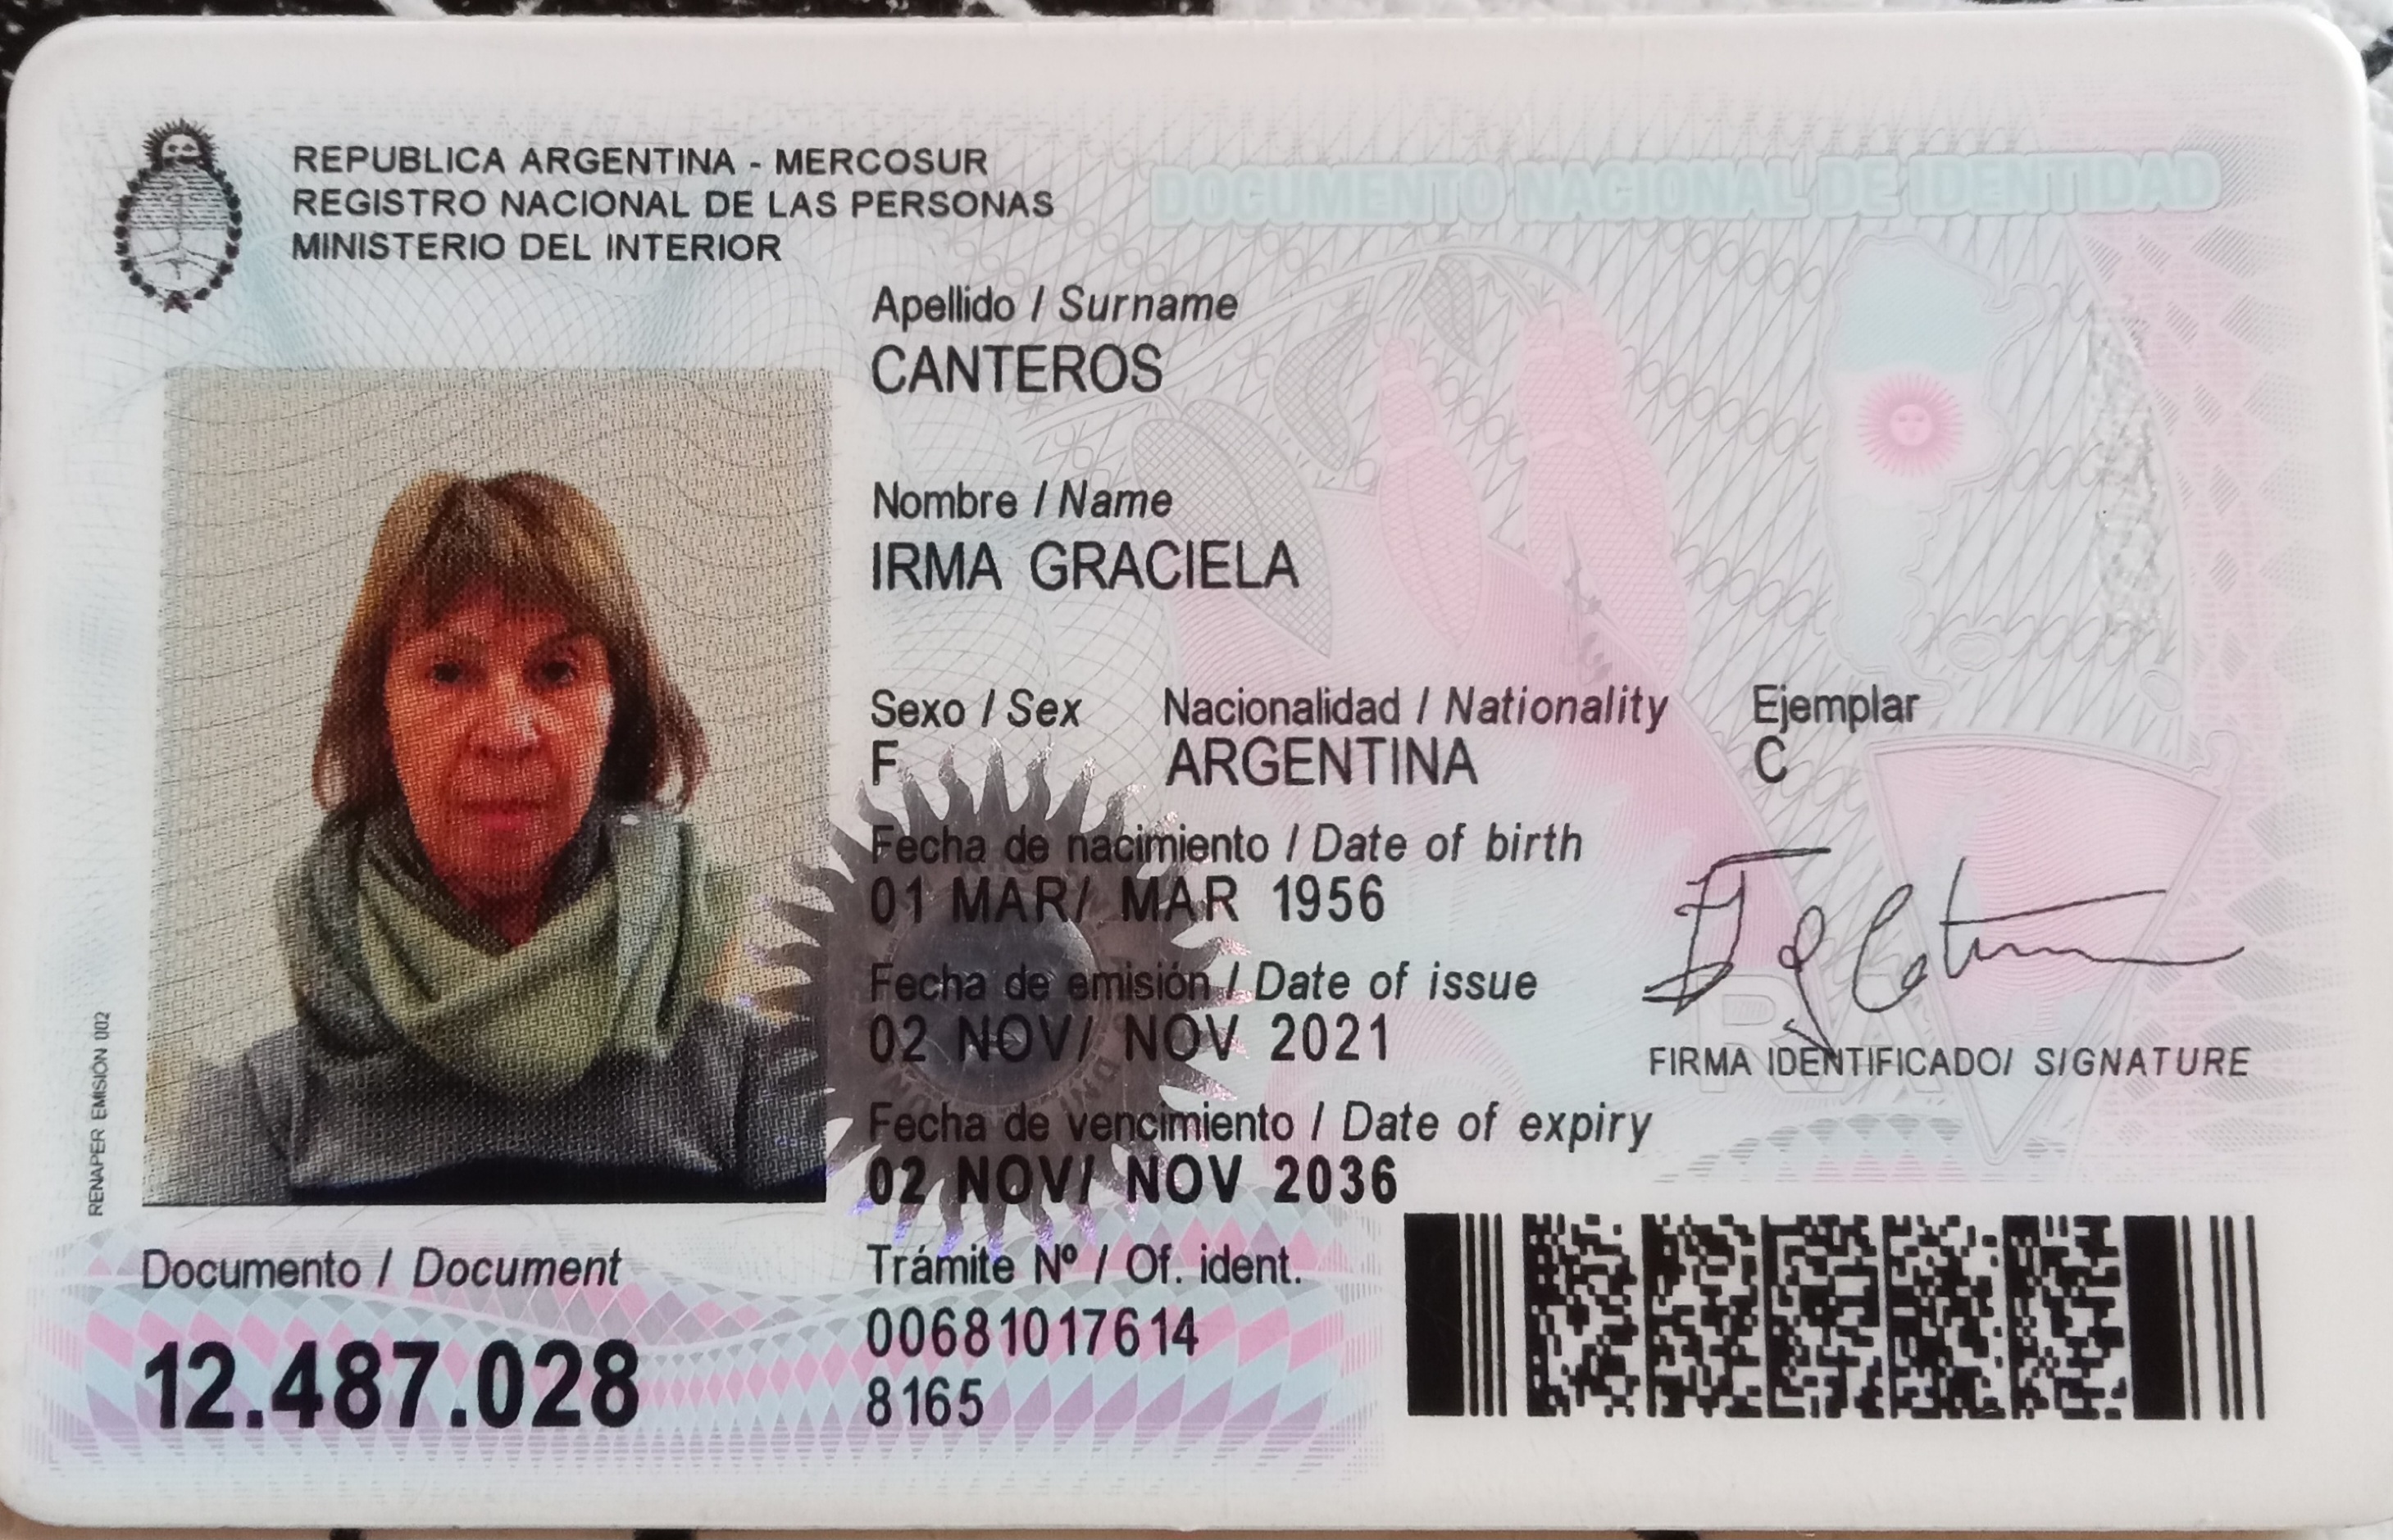 REPUBLICA ARGENTINA - MERCOSUR
REGISTRO NACIONAL DE LAS PERSONAS
MINISTERIO DEL INTERIOR
DOCUMENTO NACIONAL DE IDENTIDAD
Apellido / Surname
CANTEROS
Nombre / Name
IRMA GRACIELA
Sexo / Sex Nacionalidad / Nationality Ejemplar
F ARGENTINA C
Fecha de nacimiento / Date of birth
01 MAR/ MAR 1956
Fecha de emisión / Date of issue
02 NOV/ NOV 2021
FIRMA IDENTIFICADO/ SIGNATURE
Fecha de vencimiento / Date of expiry
02 NOV/ NOV 2036
RENAPER EMISIÓN 002
Documento / Document
12.487.028
Trámite Nº / Of. ident.
00681017614
8165
RA